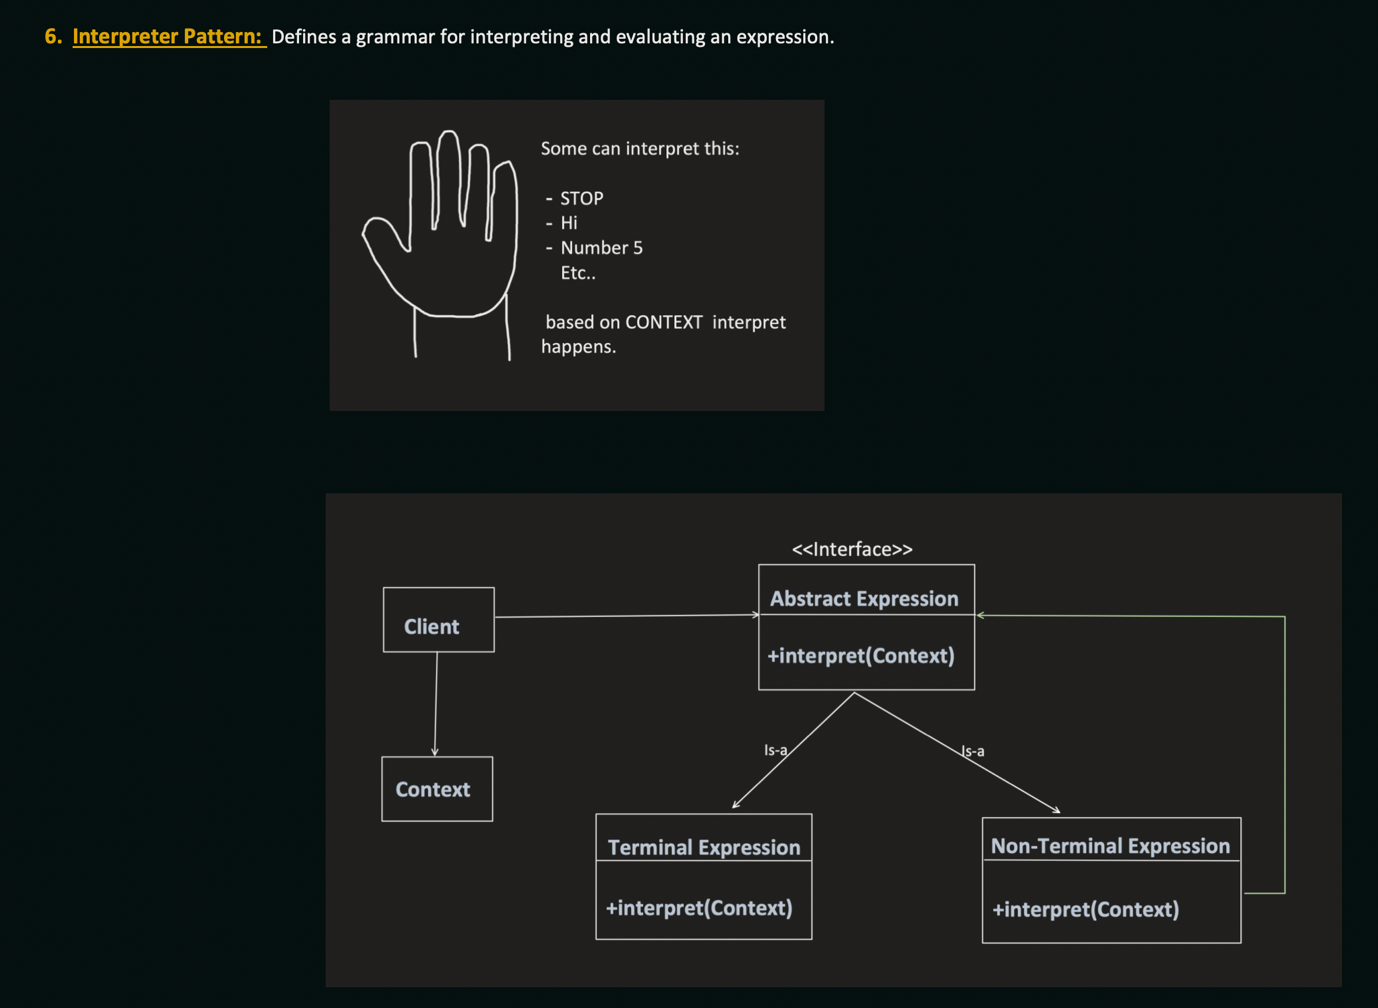 6. Interpreter Pattern: Defines a grammar for interpreting and evaluating an expression.
Some can interpret this:
- STOP
- Hi
- Number 5
Etc..
based on CONTEXT interpret
happens.
<<Interface>>
Abstract Expression
+interpret(Context)
Client
Is-a
Is-a
Context
Terminal Expression
+interpret(Context)
Non-Terminal Expression
+interpret(Context)